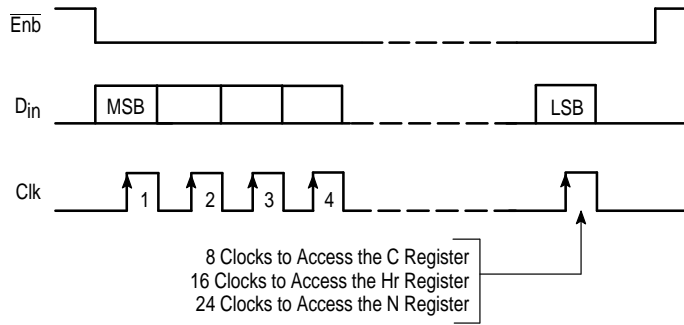 Enb
Din
MSB
LSB
Clk
1
2
3
4
8 Clocks to Access the C Register
16 Clocks to Access the Hr Register
24 Clocks to Access the N Register